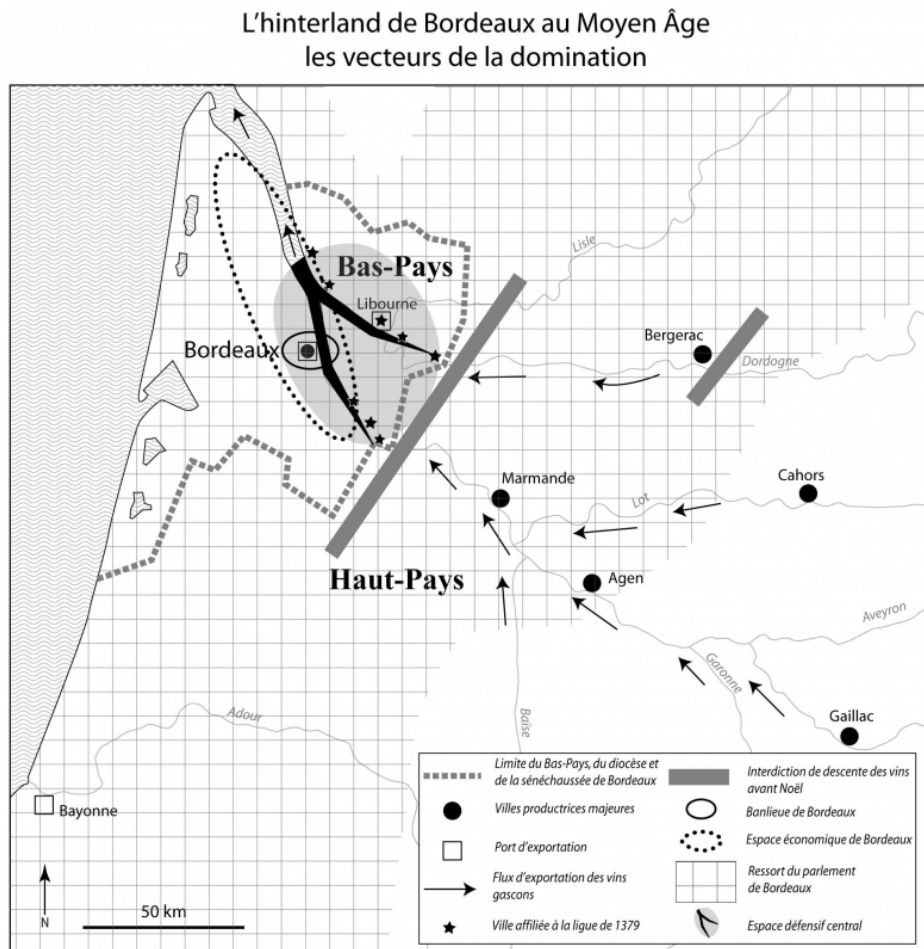 L'hinterland de Bordeaux au Moyen Âge
les vecteurs de la domination
Lisle
Bas-Pays
Libourne
Bordeaux
Bergerac
Dordogne
Marmande
Cahors
Lot
Haut-Pays
Agen
Aveyron
Garonne
Adour
Baïse
Gaillac
Bayonne
N
50 km
Limite du Bas-Pays, du diocèse et
de la sénéchaussée de Bordeaux
Villes productrices majeures
Port d'exportation
Flux d'exportation des vins
gascons
Ville affiliée à la ligue de 1379
Interdiction de descente des vins
avant Noël
Banlieue de Bordeaux
Espace économique de Bordeaux
Ressort du parlement
de Bordeaux
Espace défensif central